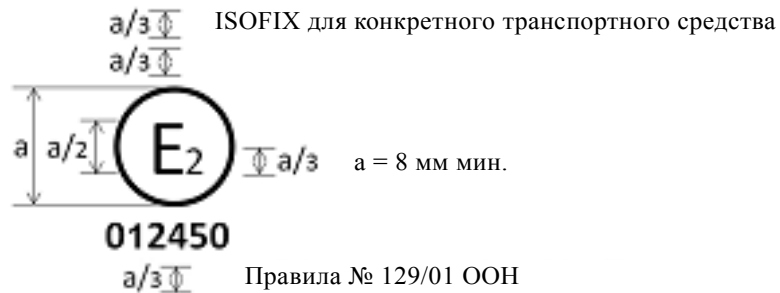 a/3 ISOFIX для конкретного транспортного средства
a/3
a a/2 E2 a/3 a = 8 мм мин.
012450
a/3 Правила № 129/01 ООН